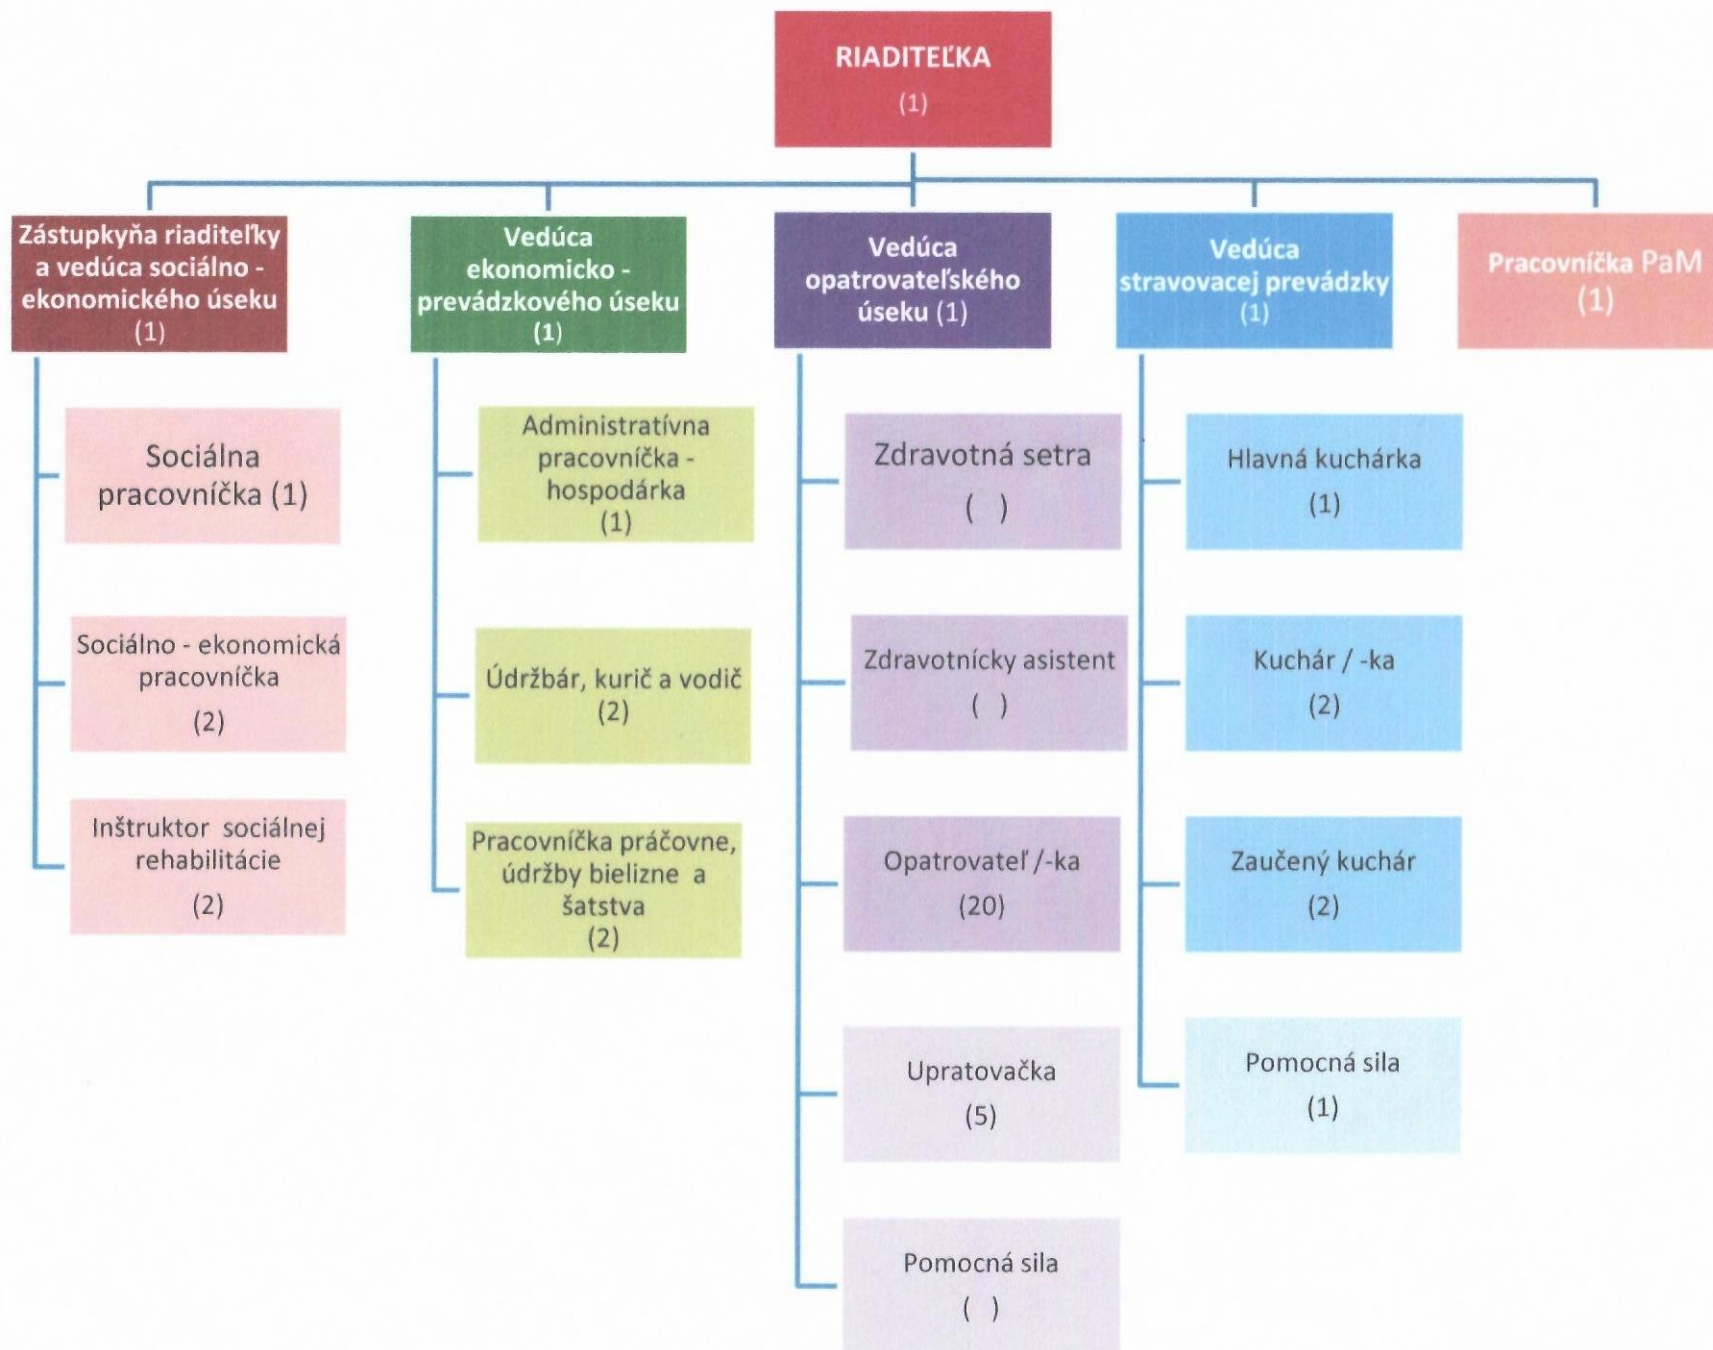 RIADITEĽKA
(1)
Zástupkyňa riaditeľky
a vedúca sociálno -
ekonomického úseku
(1)
Vedúca
ekonomicko -
prevádzkového úseku
(1)
Vedúca
opatrovateľského
úseku (1)
Vedúca
stravovacej prevádzky
(1)
Pracovníčka PaM
(1)
Sociálna
pracovníčka (1)
Sociálno - ekonomická
pracovníčka
(2)
Inštruktor sociálnej
rehabilitácie
(2)
Administratívna
pracovníčka -
hospodárka
(1)
Údržbár, kurič a vodič
(2)
Pracovníčka práčovne,
údržby bielizne a
šatstva
(2)
Zdravotná setra
( )
Zdravotnícky asistent
( )
Opatrovateľ /-ka
(20)
Upratovačka
(5)
Pomocná sila
( )
Hlavná kuchárka
(1)
Kuchár / -ka
(2)
Zaučený kuchár
(2)
Pomocná sila
(1)